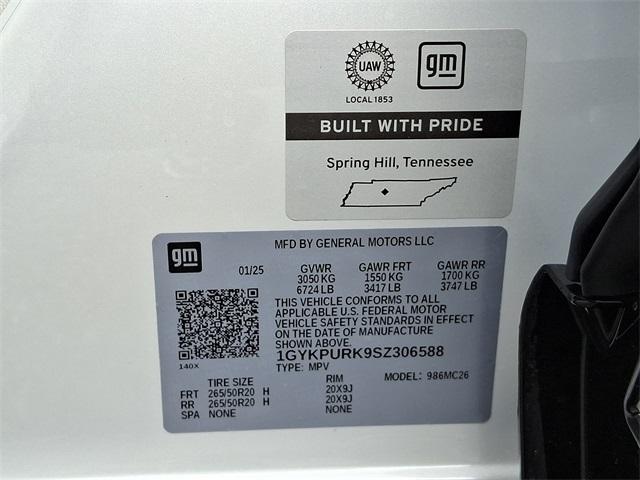 UAW
gm
LOCAL 1853
BUILT WITH PRIDE
Spring Hill, Tennessee
gm
MFD BY GENERAL MOTORS LLC
01/25 GVWR GAWR FRT GAWR RR
3050 KG 1550 KG 1700 KG
6724 LB 3417 LB 3747 LB
THIS VEHICLE CONFORMS TO ALL
APPLICABLE U.S. FEDERAL MOTOR
VEHICLE SAFETY STANDARDS IN EFFECT
ON THE DATE OF MANUFACTURE
SHOWN ABOVE.
1GYKPURK9SZ306588
140X
TYPE: MPV
TIRE SIZE RIM MODEL: 986MC26
FRT 265/50R20 H 20X9J
RR 265/50R20 H 20X9J
SPA NONE NONE